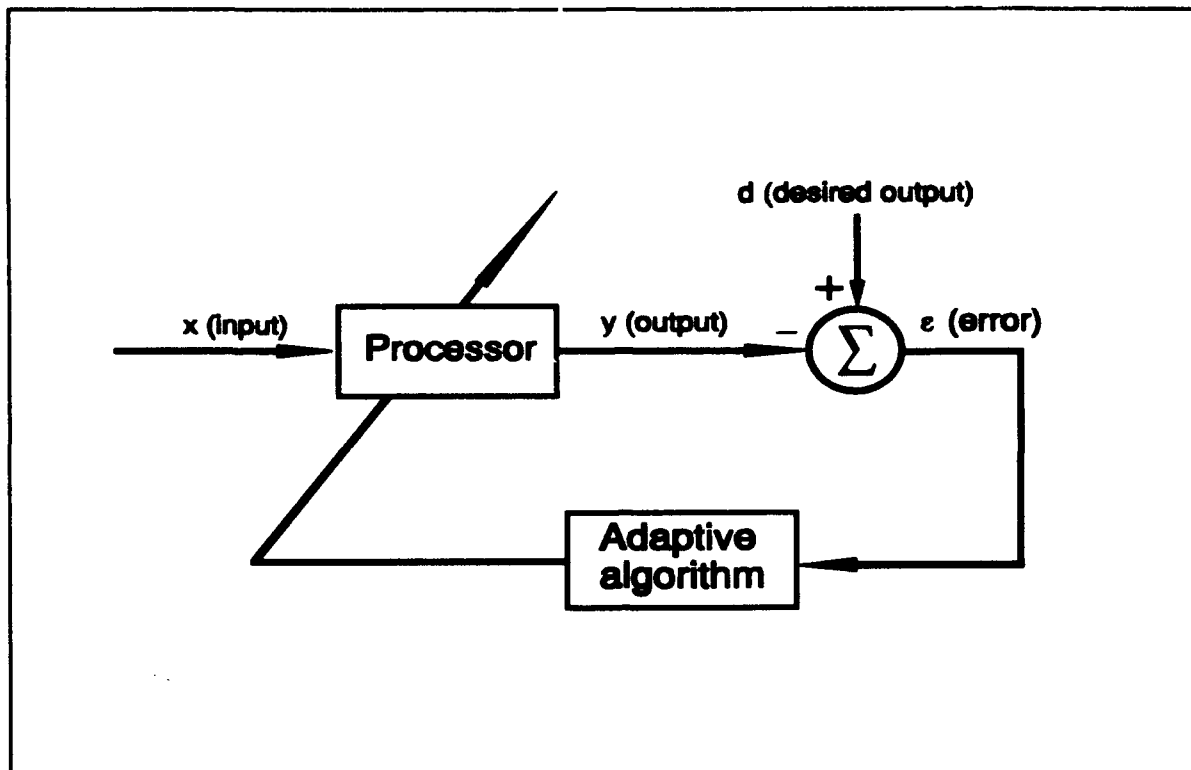 d (desired output)
+
x (input)
Processor
y (output)
−
Σ
ε (error)
Adaptive
algorithm